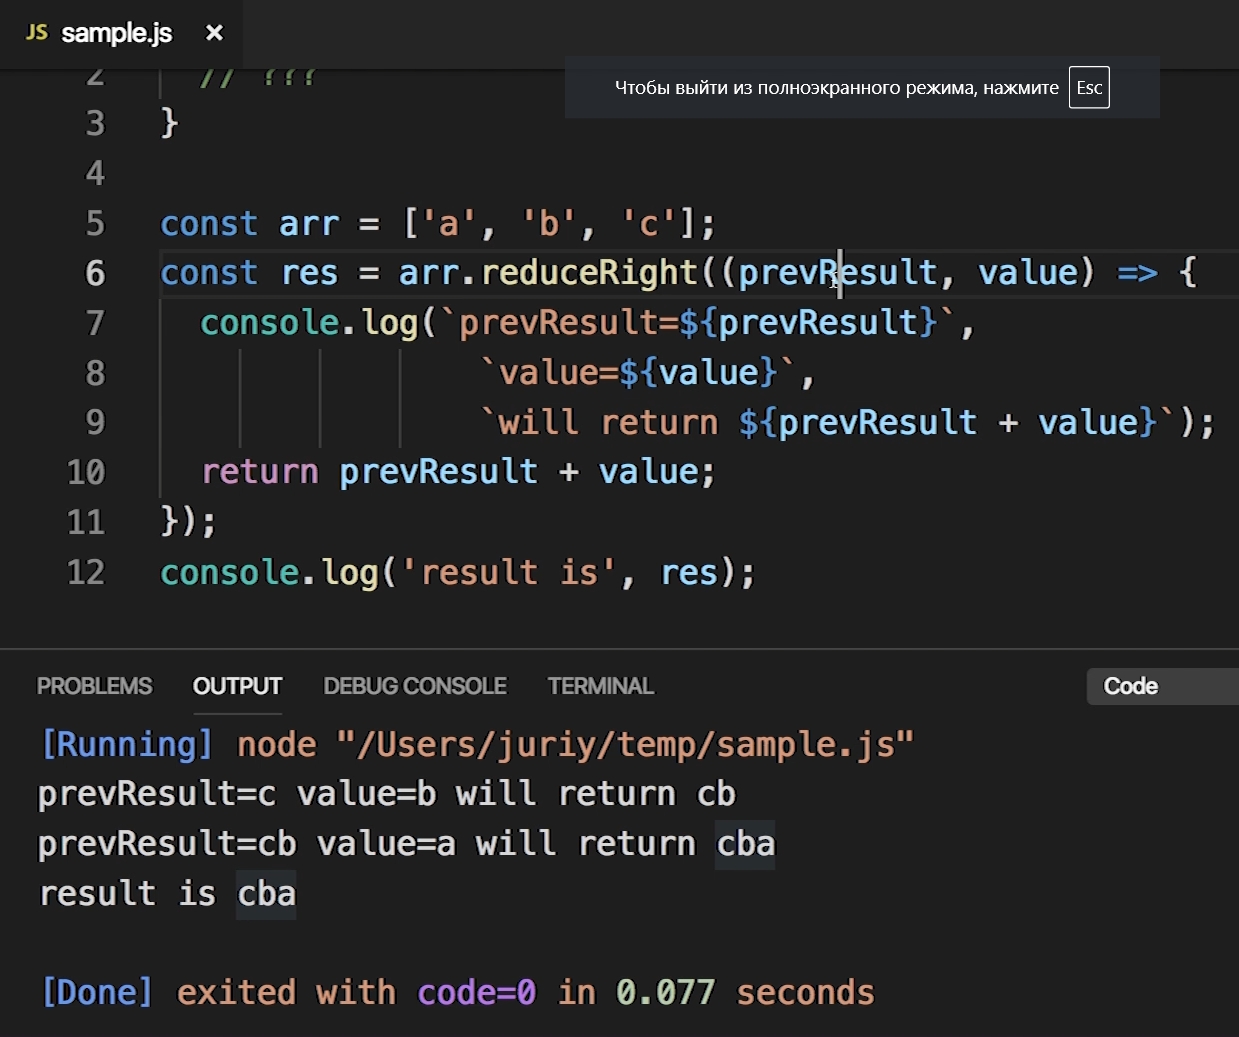 JS sample.js ×
2 // ???
Чтобы выйти из полноэкранного режима, нажмите Esc
3 }
4
5 const arr = ['a', 'b', 'c'];
6 const res = arr.reduceRight((prevResult, value) => {
7 console.log(`prevResult=${prevResult}`,
8 `value=${value}`,
9 `will return ${prevResult + value}`);
10 return prevResult + value;
11 });
12 console.log('result is', res);
PROBLEMS OUTPUT DEBUG CONSOLE TERMINAL Code
[Running] node "/Users/juriy/temp/sample.js"
prevResult=c value=b will return cb
prevResult=cb value=a will return cba
result is cba
[Done] exited with code=0 in 0.077 seconds